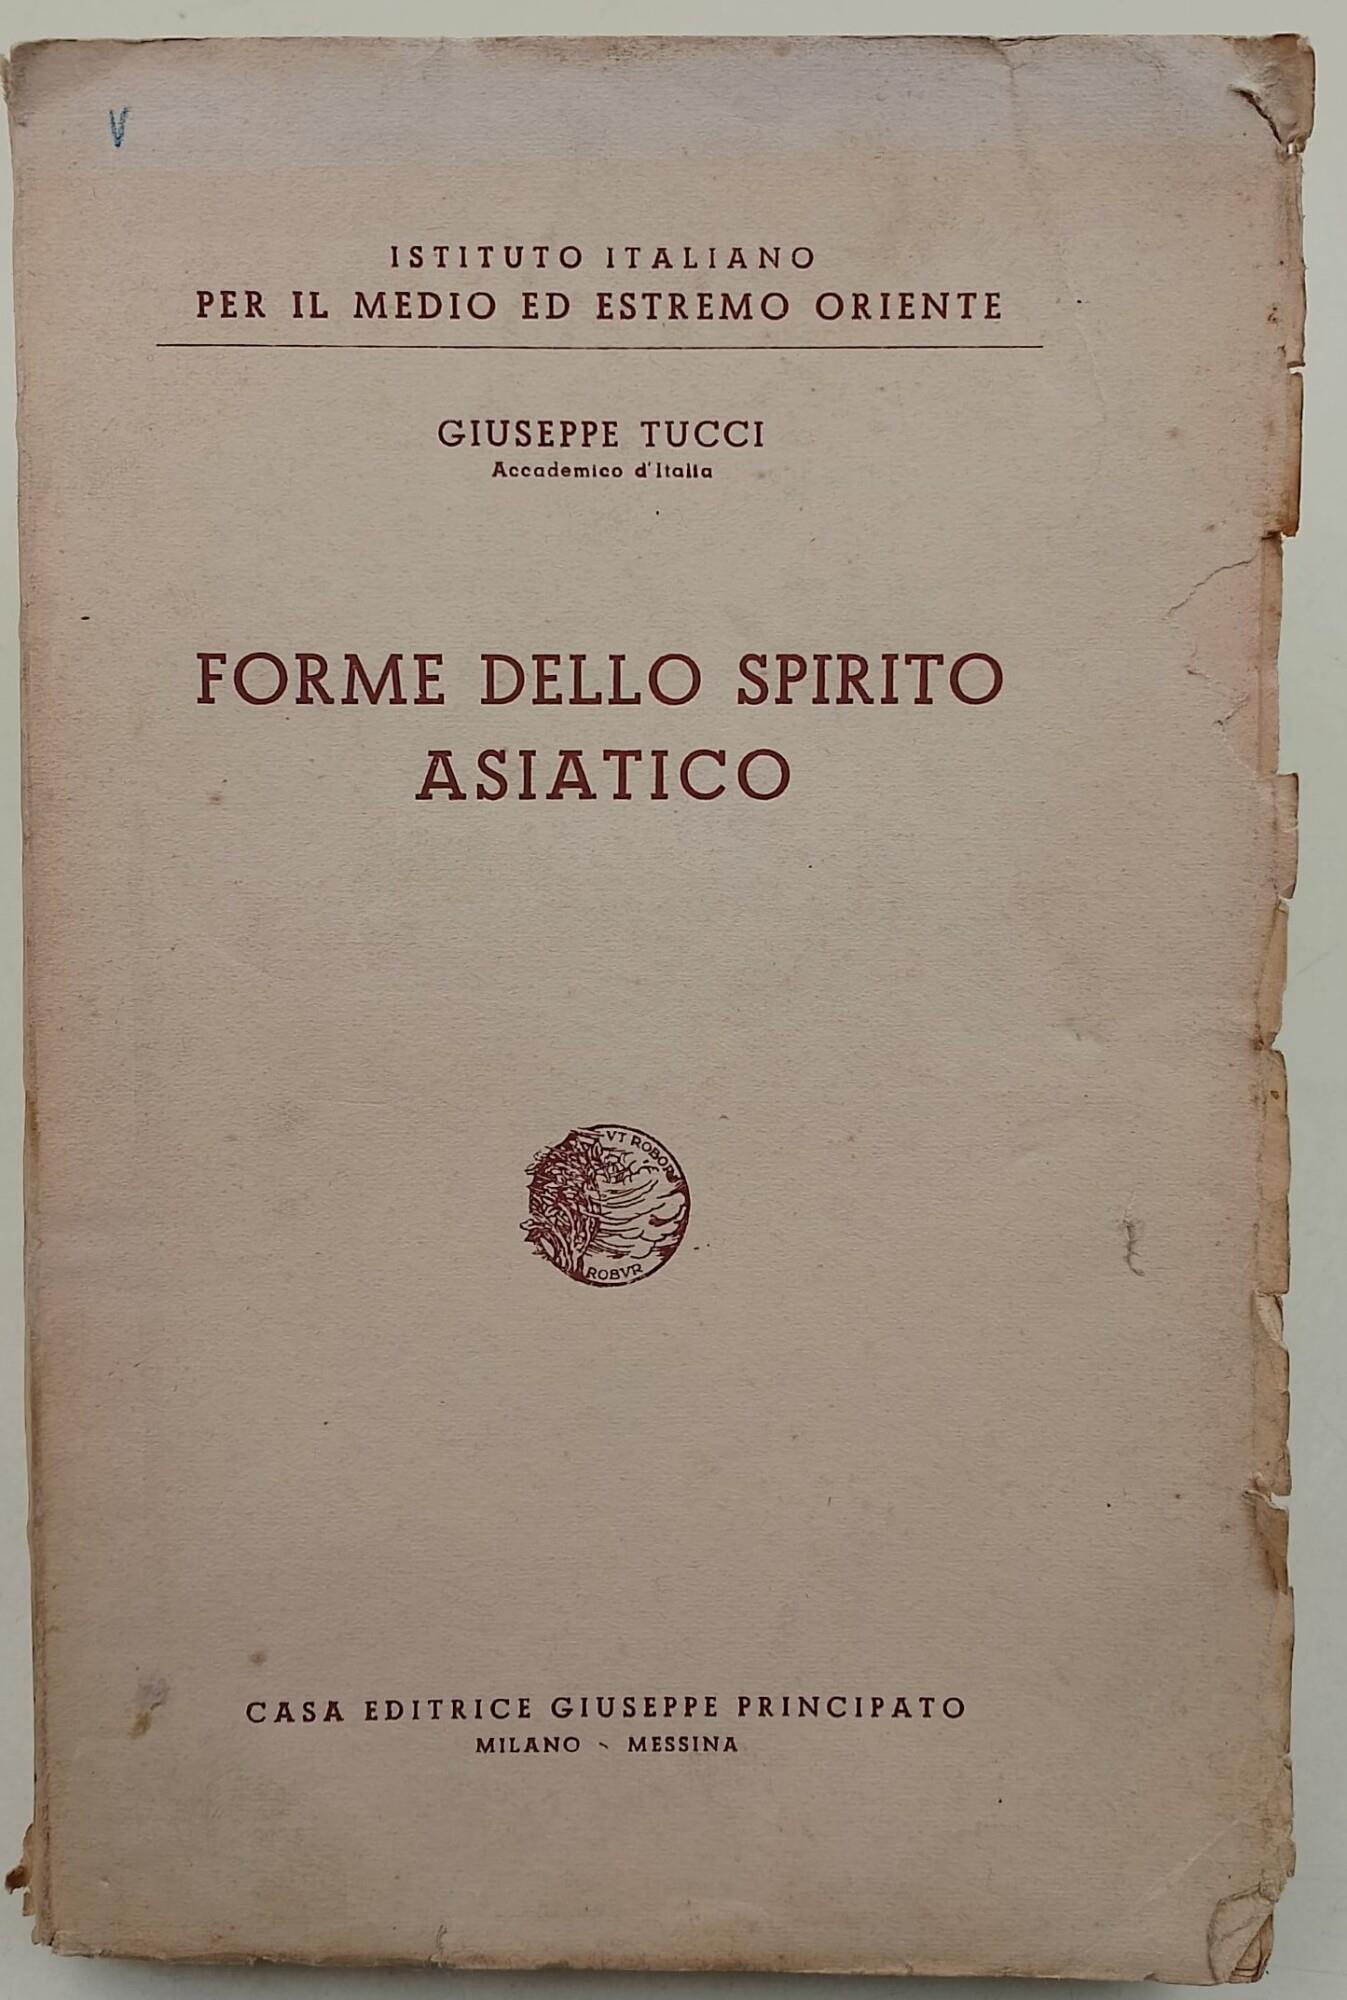 V
ISTITUTO ITALIANO
PER IL MEDIO ED ESTREMO ORIENTE
GIUSEPPE TUCCI
Accademico d'Italia
FORME DELLO SPIRITO
ASIATICO
VT ROBOR
ROBVR
CASA EDITRICE GIUSEPPE PRINCIPATO
MILANO - MESSINA